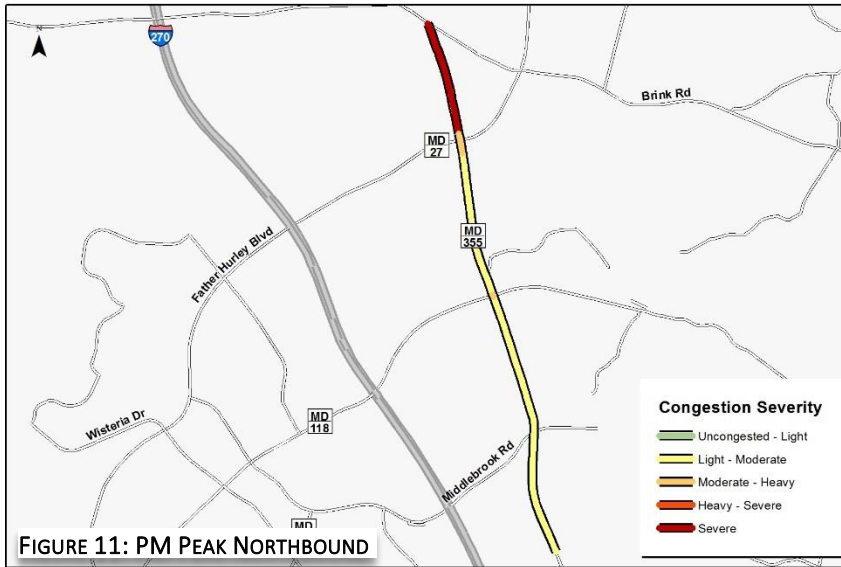 N
270
Brink Rd
MD
27
MD
355
Father Hurley Blvd
Wisteria Dr
MD
118
Middlebrook Rd
MD
Congestion Severity
Uncongested - Light
Light - Moderate
Moderate - Heavy
Heavy - Severe
Severe
FIGURE 11: PM PEAK NORTHBOUND